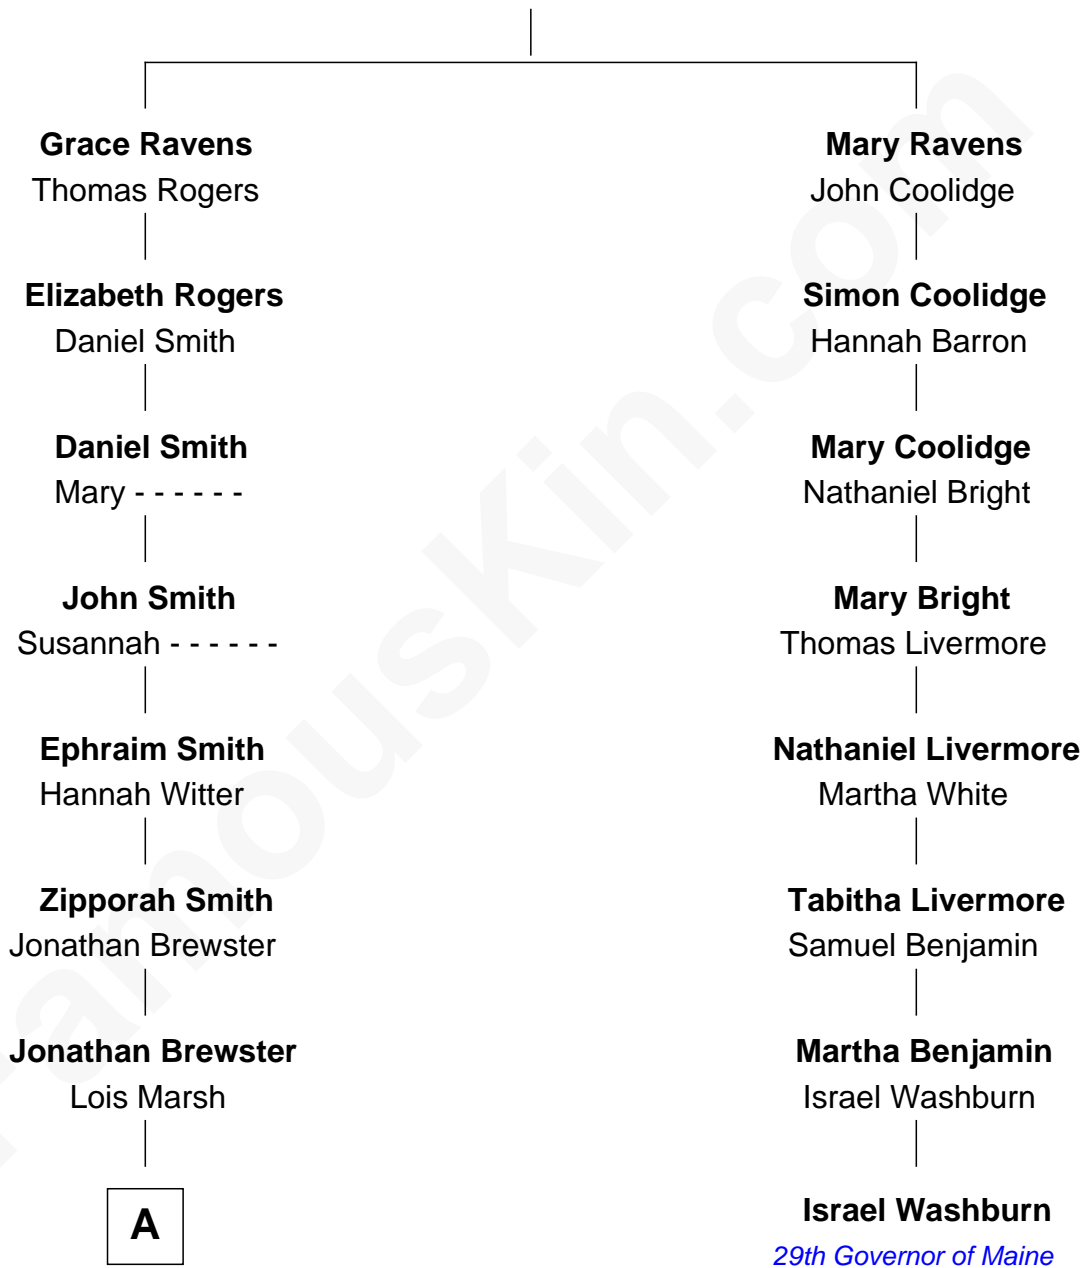 Grace Ravens
Thomas Rogers
Elizabeth Rogers
Daniel Smith
Daniel Smith
Mary - - - - - -
John Smith
Susannah - - - - - -
Ephraim Smith
Hannah Witter
Zipporah Smith
Jonathan Brewster
Jonathan Brewster
Lois Marsh
A
Mary Ravens
John Coolidge
Simon Coolidge
Hannah Barron
Mary Coolidge
Nathaniel Bright
Mary Bright
Thomas Livermore
Nathaniel Livermore
Martha White
Tabitha Livermore
Samuel Benjamin
Martha Benjamin
Israel Washburn
Israel Washburn
29th Governor of Maine
FamousKin.com